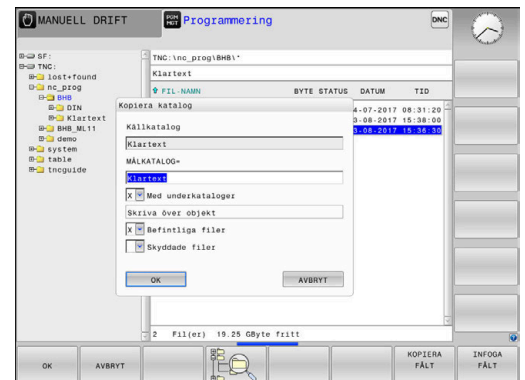 MANUELL DRIFT
PGM MGT Programmering
DNC
SF:
TNC:
lost+found
nc_prog
BHB
DIN
Klartext
BHB_ML11
demo
system
table
tncguide
TNC:\nc_prog\BHB\*
Klartext
FIL-NAMN BYTE STATUS DATUM TID
4-07-2017 08:31:20
3-08-2017 15:38:00
3-08-2017 15:36:30
Kopiera katalog
Källkatalog
Klartext
MÅLKATALOG=
Klartext
X Med underkataloger
Skriva över objekt
X Befintliga filer
Skyddade filer
OK AVBRYT
2 Fil(er) 19.25 GByte fritt
OK AVBRYT KOPIERA FÄLT INFOGA FÄLT